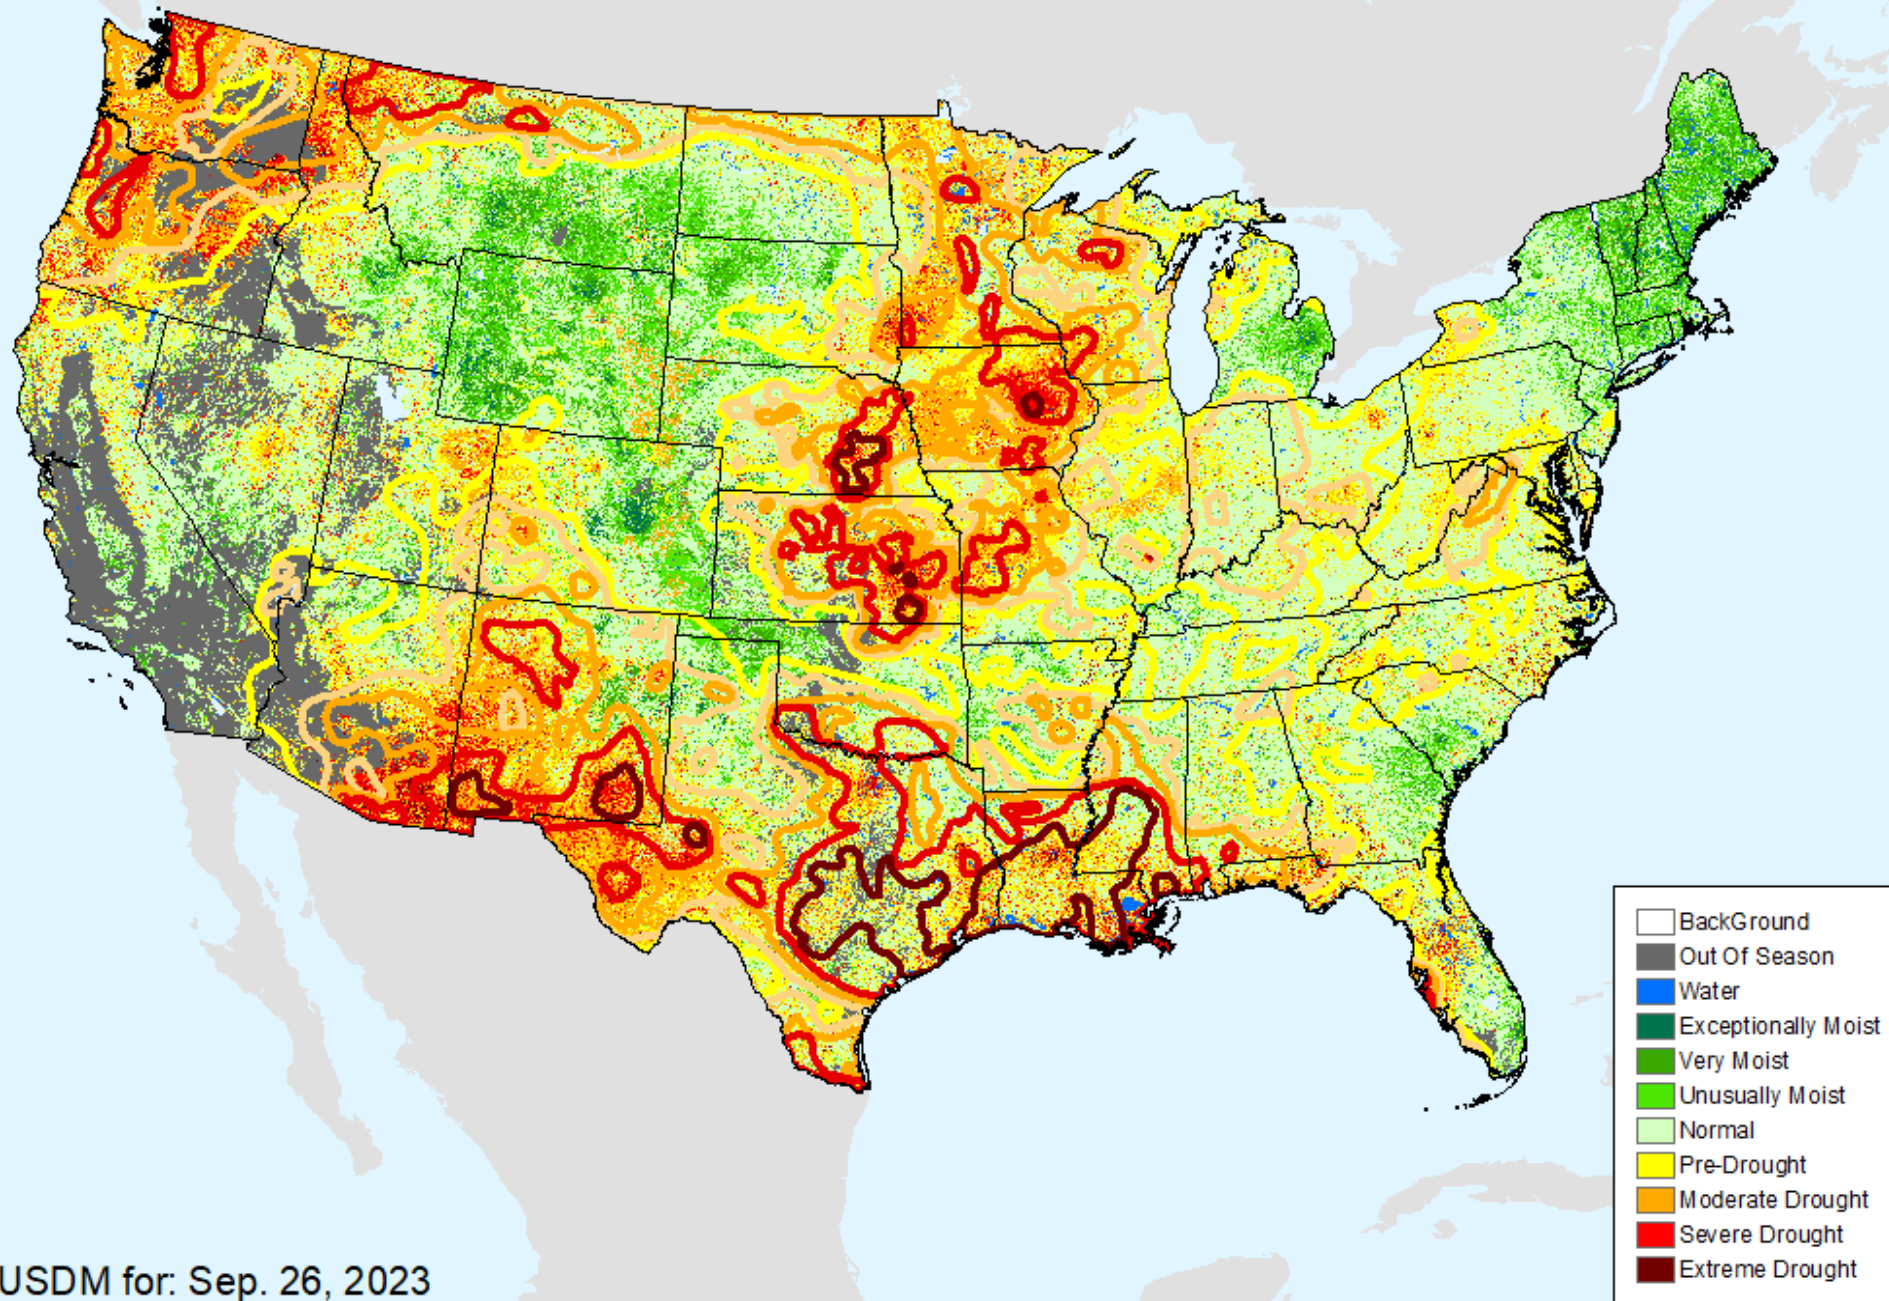 BackGround
Out Of Season
Water
Exceptionally Moist
Very Moist
Unusually Moist
Normal
Pre-Drought
Moderate Drought
Severe Drought
Extreme Drought
USDM for: Sep. 26, 2023